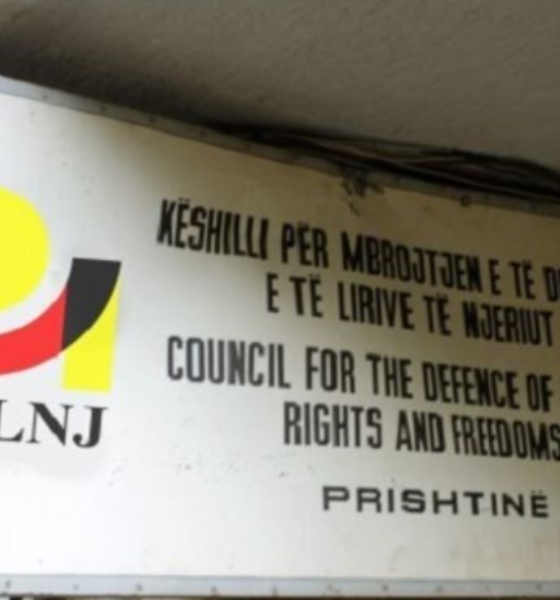 LNJ
KËSHILLI PËR MBROJTJEN E TË
E TË LIRIVE TË NJERIUT
COUNCIL FOR THE DEFENCE OF
RIGHTS AND FREEDOMS
PRISHTINË